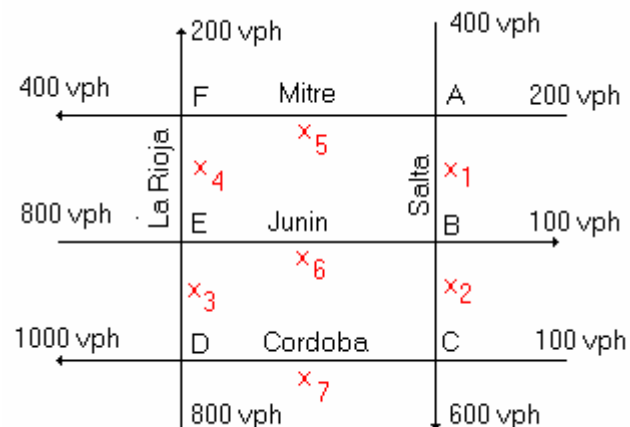 400 vph
200 vph
400 vph
F
Mitre
A
200 vph
x5
La Rioja
x4
Salta
x1
800 vph
E
Junin
B
100 vph
x6
x3
x2
1000 vph
D
Cordoba
C
100 vph
x7
800 vph
600 vph